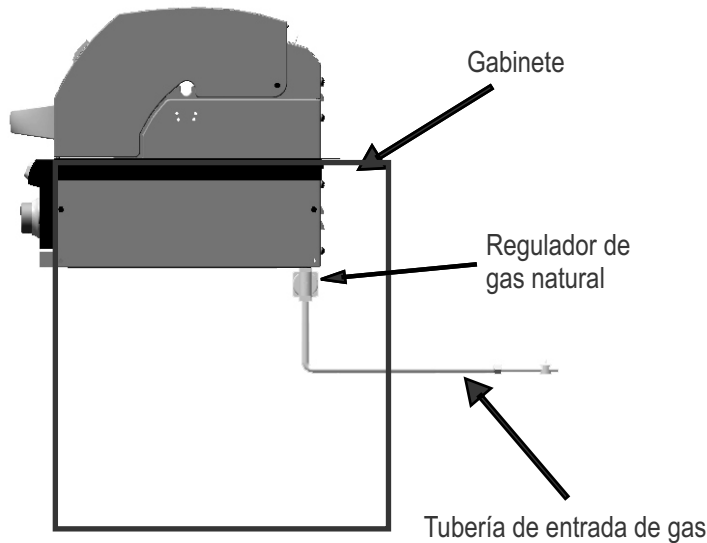 Gabinete
Regulador de
gas natural
Tubería de entrada de gas